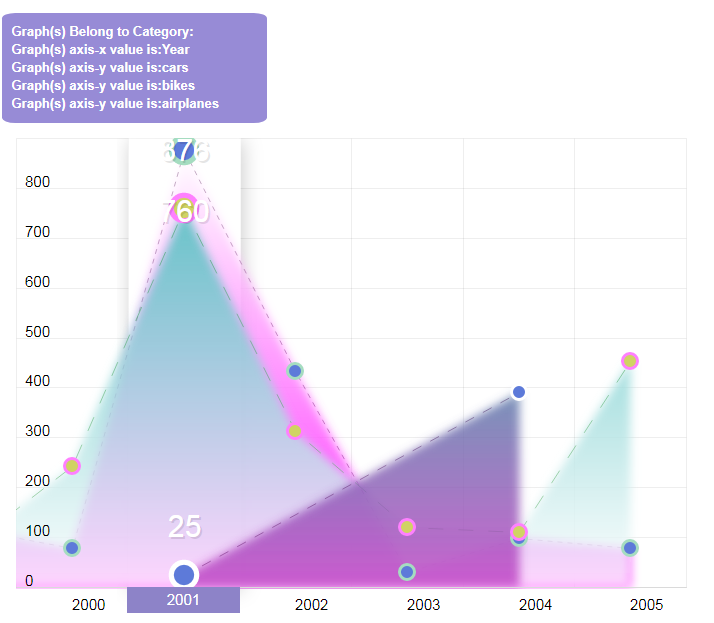 Graph(s) Belong to Category:
Graph(s) axis-x value is:Year
Graph(s) axis-y value is:cars
Graph(s) axis-y value is:bikes
Graph(s) axis-y value is:airplanes
876
800
760
700
600
500
400
300
200
25
100
0
2000 2001 2002 2003 2004 2005